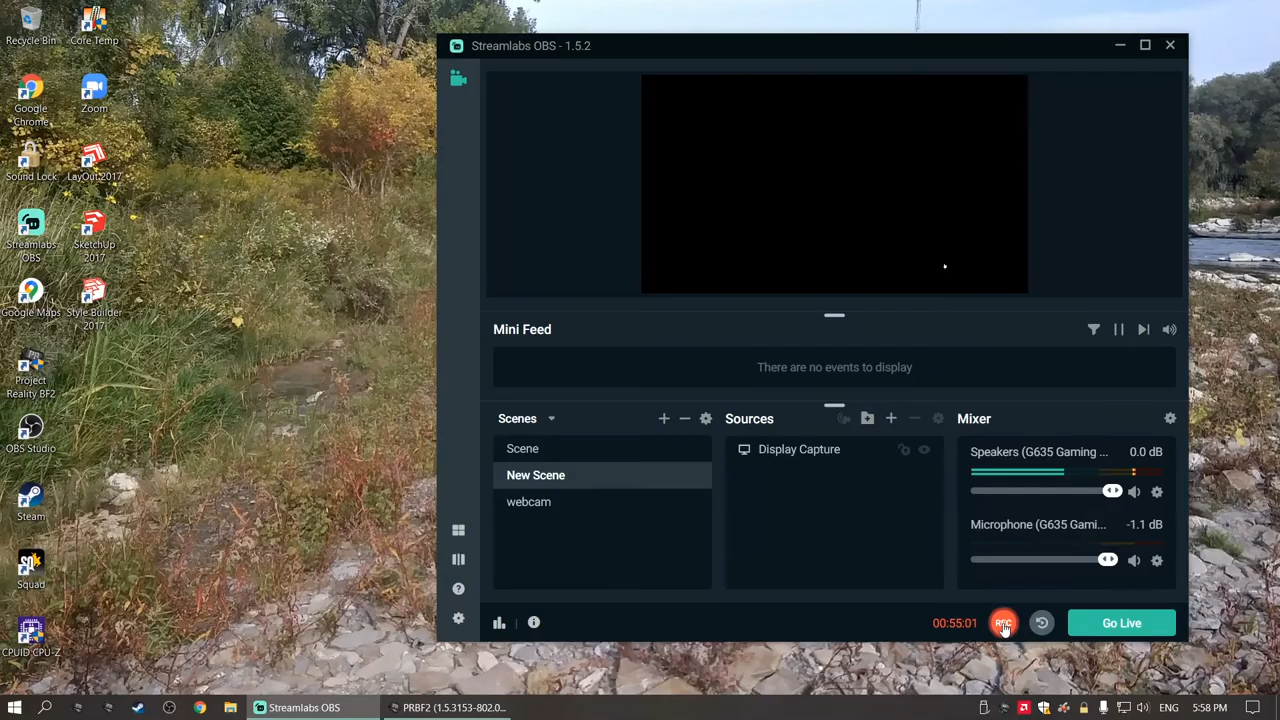 Recycle Bin
Core Temp
Google
Chrome
Zoom
Sound Lock
LayOut 2017
Streamlabs
OBS
SketchUp
2017
Google Maps
Style Builder
2017
Project
Reality BF2
OBS Studio
Steam
Squad
CPUID CPU-Z
Streamlabs OBS - 1.5.2
Mini Feed
There are no events to display
Scenes
Scene
New Scene
webcam
Sources
Display Capture
Mixer
Speakers (G635 Gaming ... 0.0 dB
Microphone (G635 Gami... -1.1 dB
00:55:01
REC
Go Live
Streamlabs OBS
PRBF2 (1.5.3153-802.0...
ENG
5:58 PM